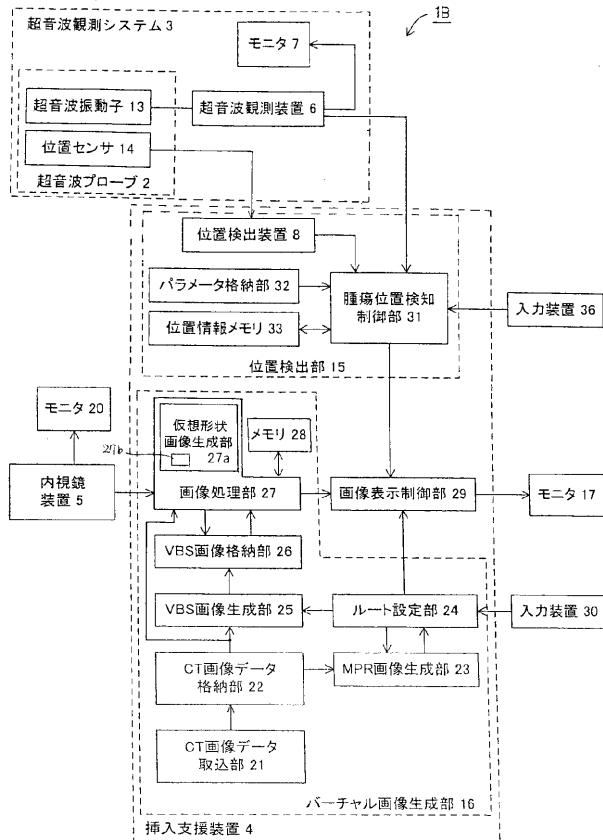 超音波観測システム 3
1B
モニタ 7
超音波振動子 13
超音波観測装置 6
位置センサ 14
超音波プローブ 2
位置検出装置 8
パラメータ格納部 32
腫瘍位置検知
制御部 31
入力装置 36
位置情報メモリ 33
位置検出部 15
モニタ 20
仮想形状
画像生成部
27a
27b
メモリ 28
内視鏡
装置 5
画像処理部 27
画像表示制御部 29
モニタ 17
VBS画像格納部 26
VBS画像生成部 25
ルート設定部 24
入力装置 30
CT画像データ
格納部 22
MPR画像生成部 23
CT画像データ
取込部 21
バーチャル画像生成部 16
挿入支援装置 4